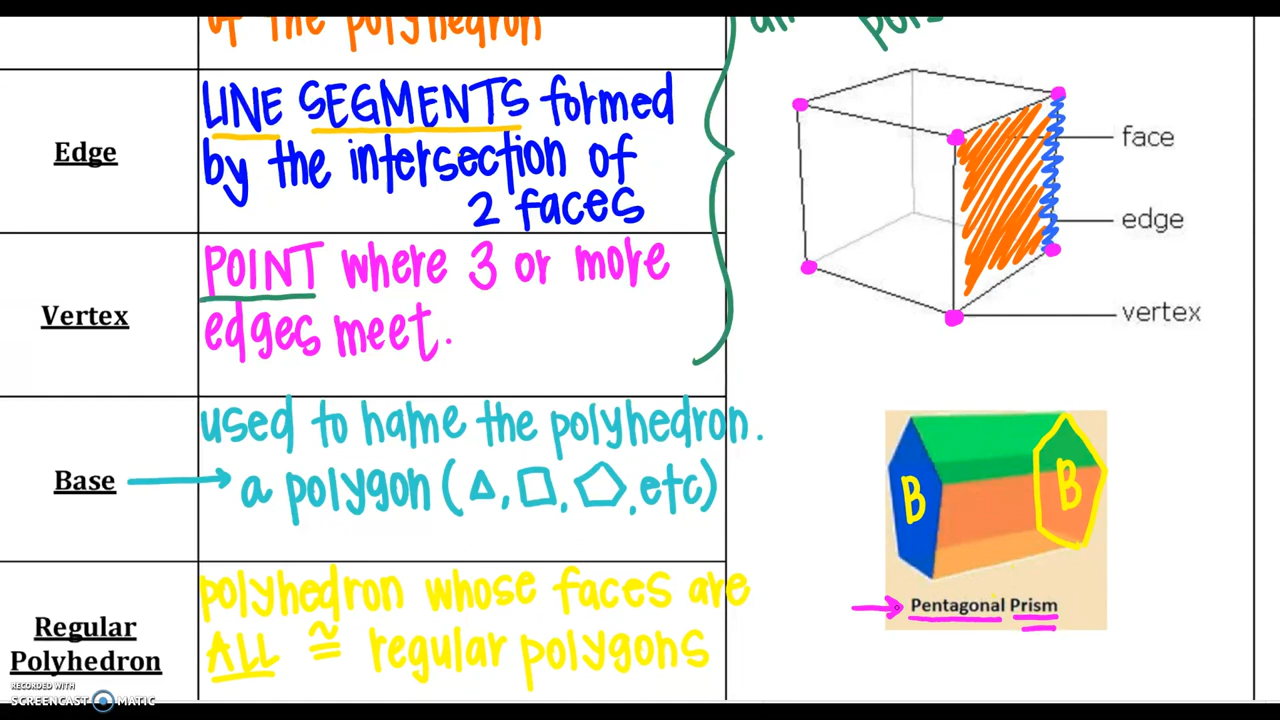 of the polyhedron
Edge
LINE SEGMENTS formed
by the intersection of
2 faces
Vertex
POINT where 3 or more
edges meet.
Base
used to name the polyhedron.
a polygon ( , , , etc)
Regular
Polyhedron
polyhedron whose faces are
ALL ≅ regular polygons
face
edge
vertex
B
B
Pentagonal Prism
RECORDED WITH
SCREENCAST MATIC